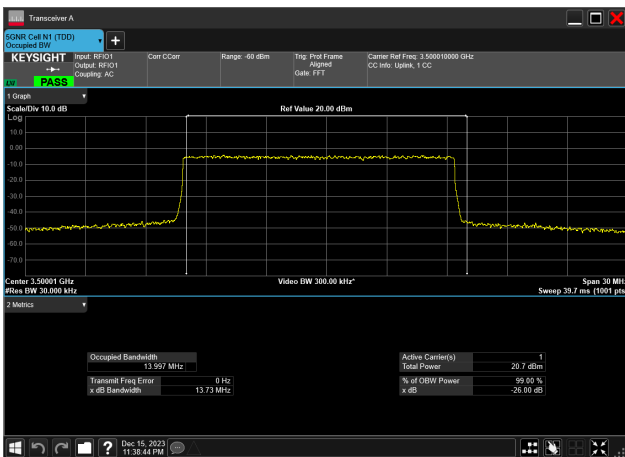 Transceiver A
5GNR Cell N1 (TDD)
Occupied BW
KEYSIGHT
Input: RFIO1
Output: RFIO1
Coupling: AC
Corr CCorr
Range: -60 dBm
Trig: Prot Frame
Aligned
Gate: FFT
Carrier Ref Freq: 3.500010000 GHz
CC Info: Uplink, 1 CC
PASS
1 Graph
Scale/Div 10.0 dB
Ref Value 20.00 dBm
Log
10.0
0.00
-10.0
-20.0
-30.0
-40.0
-50.0
-60.0
-70.0
Center 3.50001 GHz
Video BW 300.00 kHz*
Span 30 MHz
#Res BW 30.000 kHz
Sweep 39.7 ms (1001 pts
2 Metrics
Occupied Bandwidth
13.997 MHz
Active Carrier(s) 1
Total Power 20.7 dBm
Transmit Freq Error 0 Hz
x dB Bandwidth 13.73 MHz
% of OBW Power 99.00 %
x dB -26.00 dB
Dec 15, 2023
11:38:44 PM